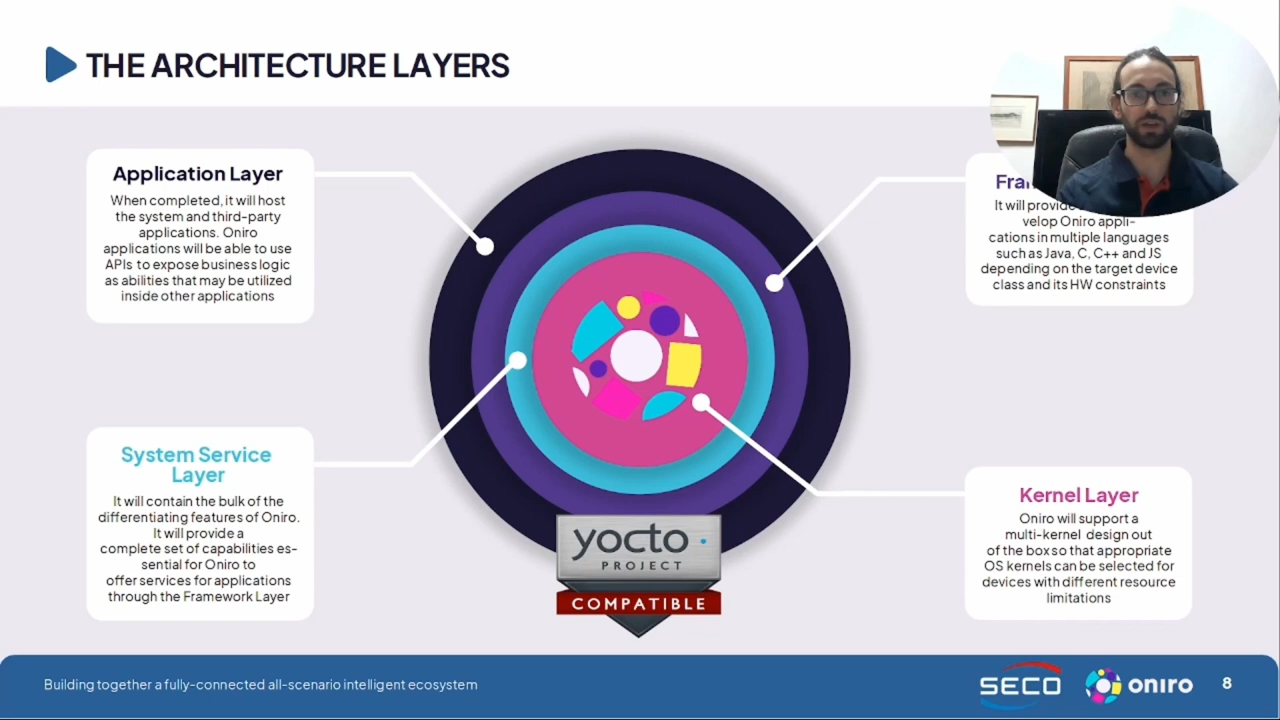 THE ARCHITECTURE LAYERS
Application Layer
When completed, it will host
the system and third-party
applications. Oniro
applications will be able to use
APIs to expose business logic
as abilities that may be utilized
inside other applications
It will provide
velop Oniro appli-
cations in multiple languages
such as Java, C, C++ and JS
depending on the target device
class and its HW constraints
System Service
Layer
It will contain the bulk of the
differentiating features of Oniro.
It will provide a
complete set of capabilities es-
sential for Oniro to
offer services for applications
through the Framework Layer
Kernel Layer
Oniro will support a
multi-kernel design out
of the box so that appropriate
OS kernels can be selected for
devices with different resource
limitations
yocto
PROJECT
COMPATIBLE
Building together a fully-connected all-scenario intelligent ecosystem
SECO
oniro
8